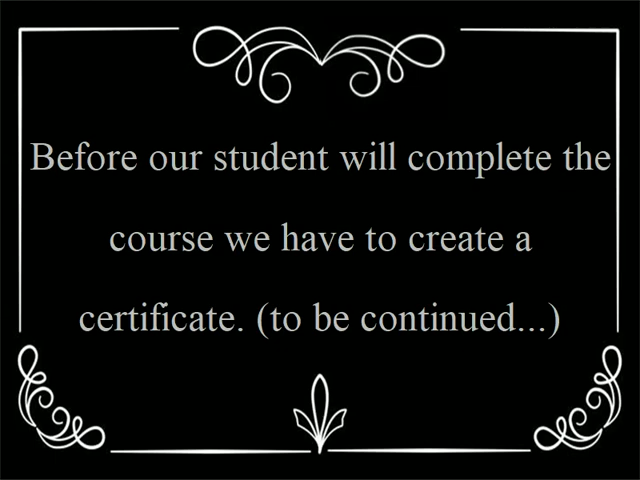 Before our student will complete the
course we have to create a
certificate. (to be continued...)